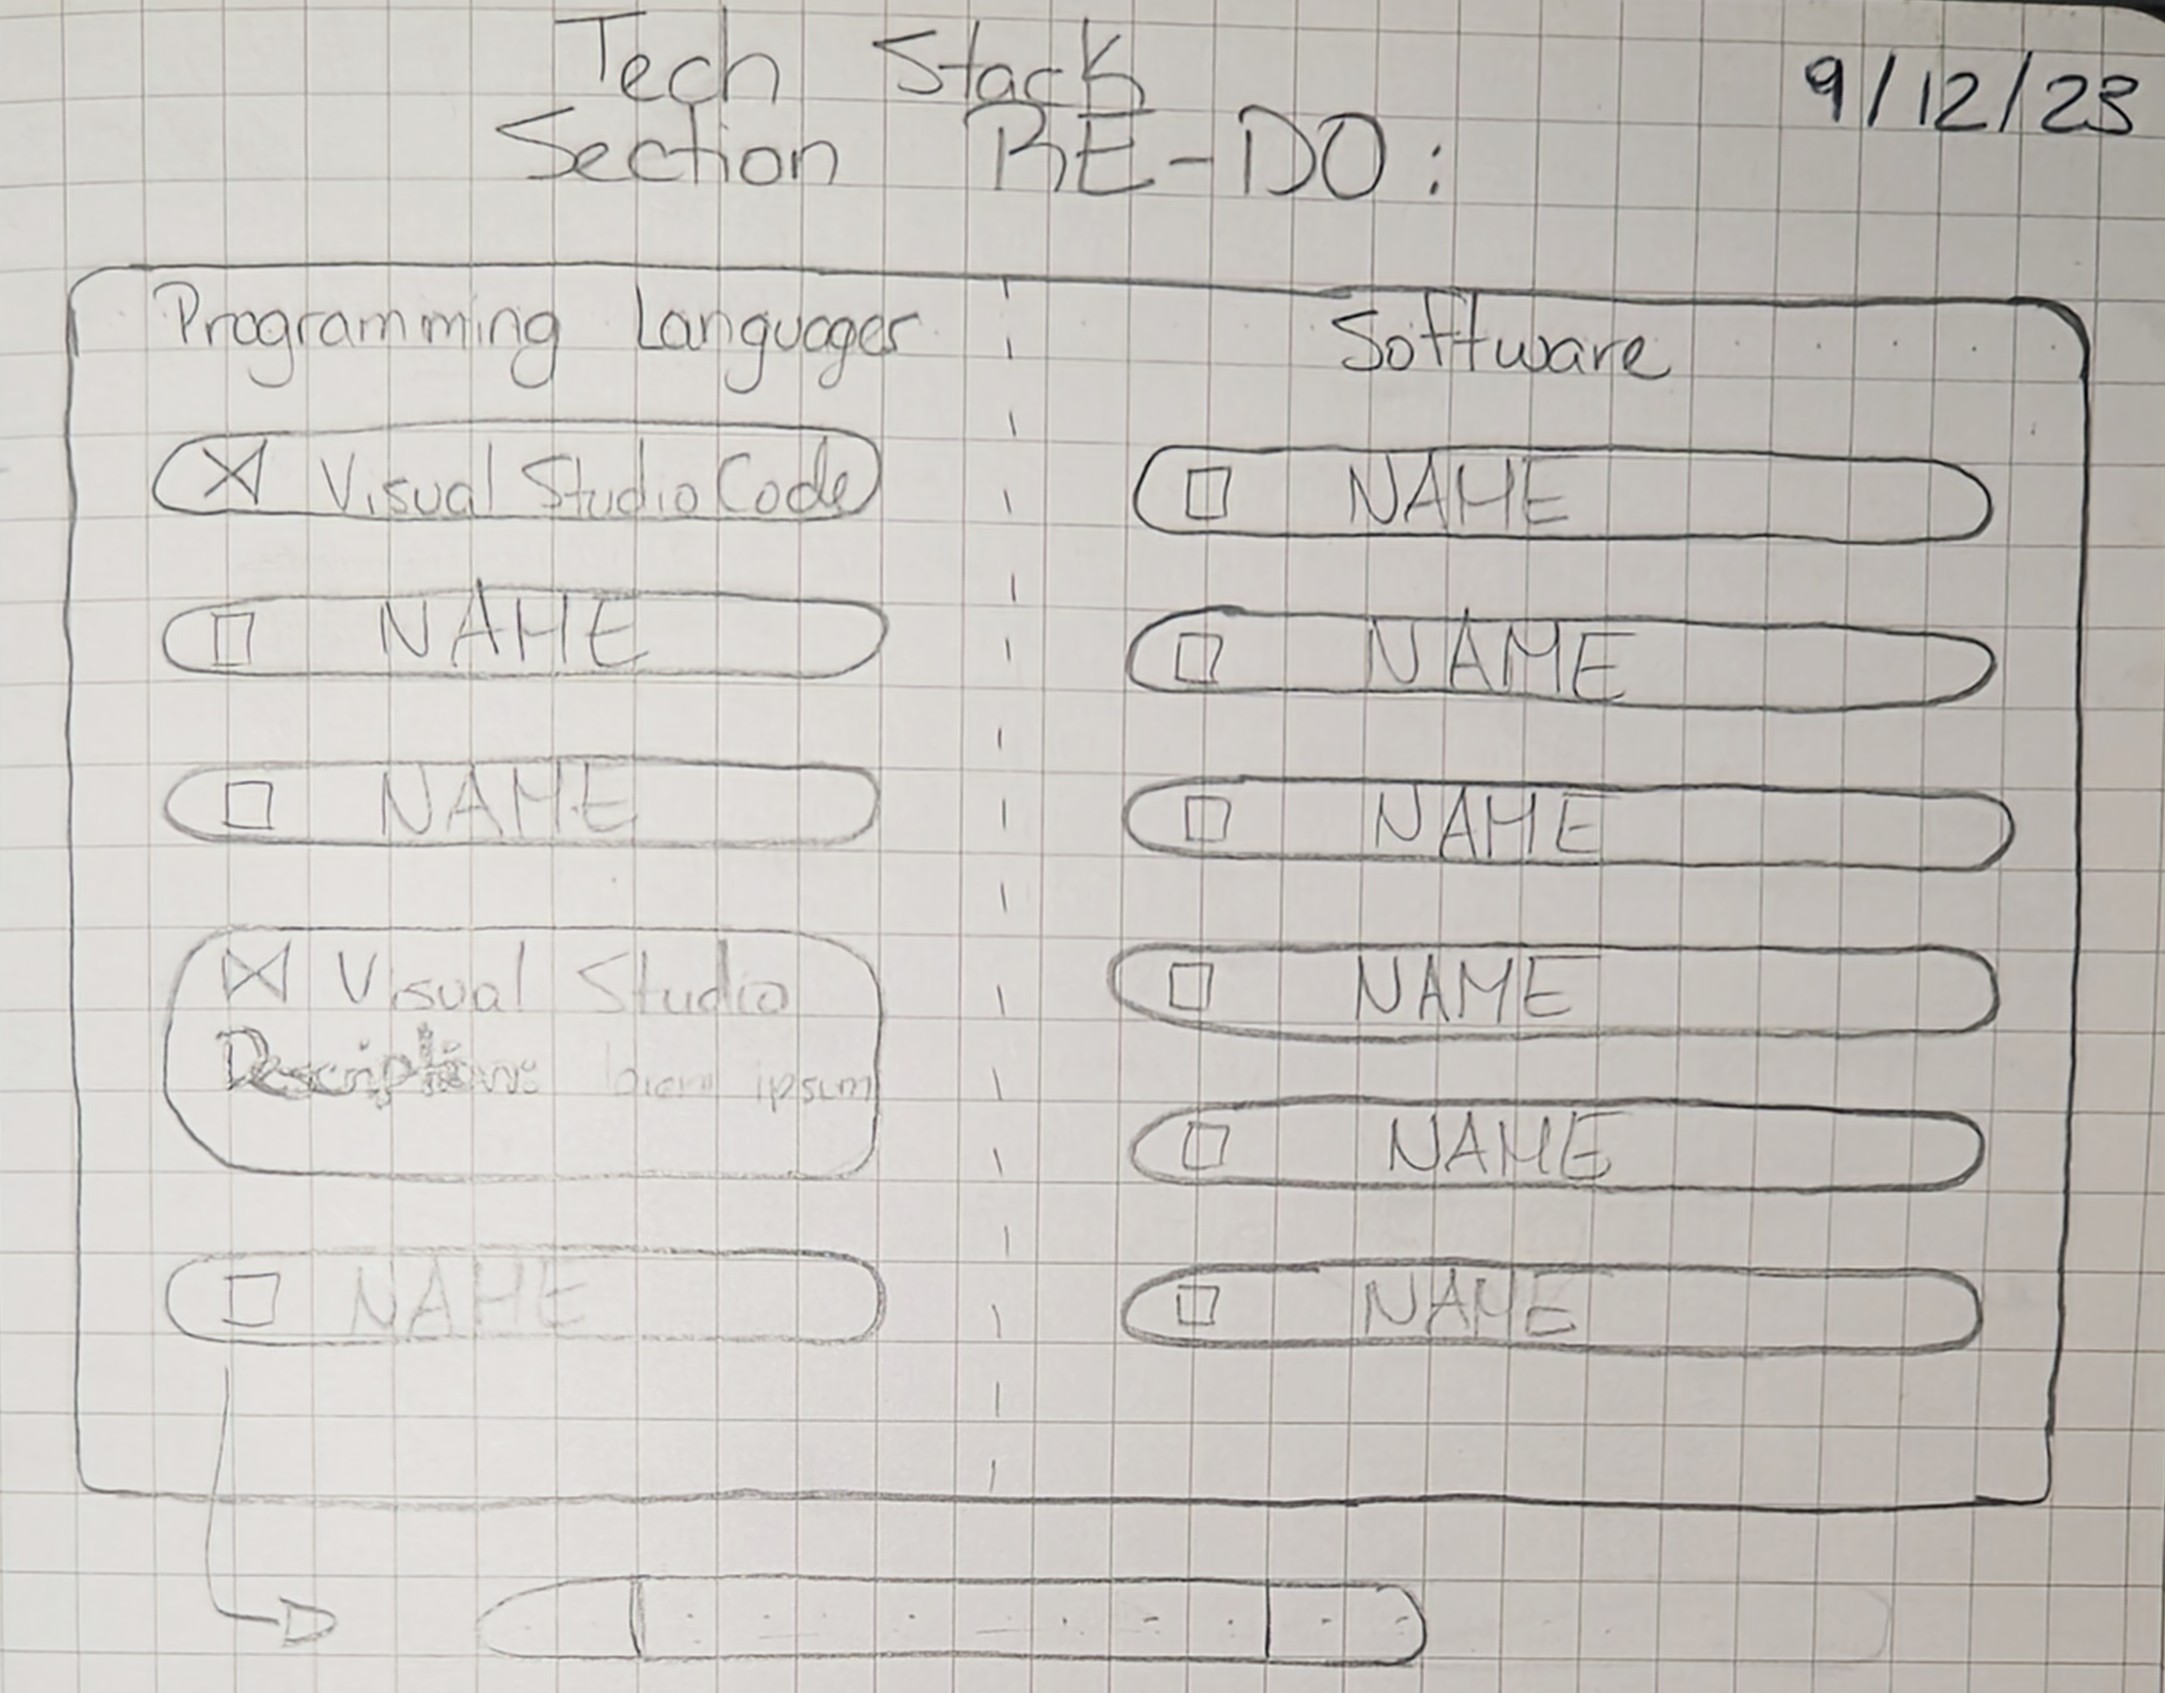 Tech Stack
Section RE-DO:
9/12/23
Programming Languages
Visual Studio Code
NAME
NAME
Visual Studio
Description: lorem ipsum
NAME
Software
NAME
NAME
NAME
NAME
NAME
NAME